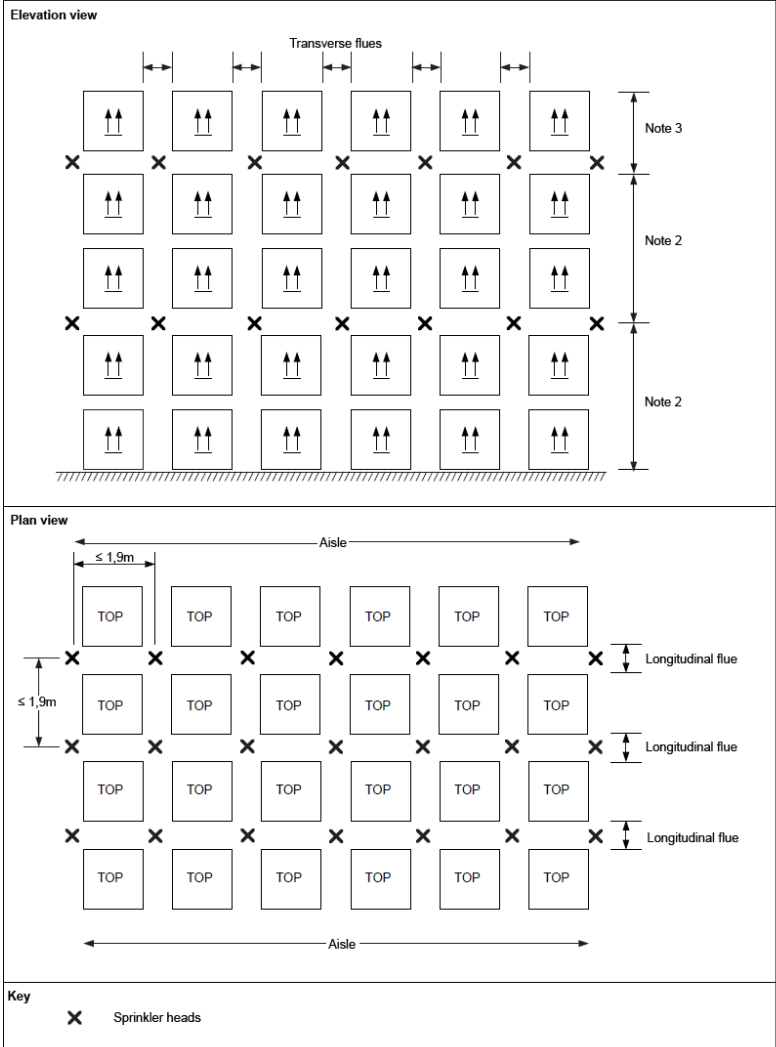 Elevation view
Transverse flues
Note 3
Note 2
Note 2
Plan view
Aisle
≤ 1,9m
TOP TOP TOP TOP TOP TOP
Longitudinal flue
≤ 1,9m
TOP TOP TOP TOP TOP TOP
Longitudinal flue
TOP TOP TOP TOP TOP TOP
Longitudinal flue
TOP TOP TOP TOP TOP TOP
Aisle
Key
Sprinkler heads